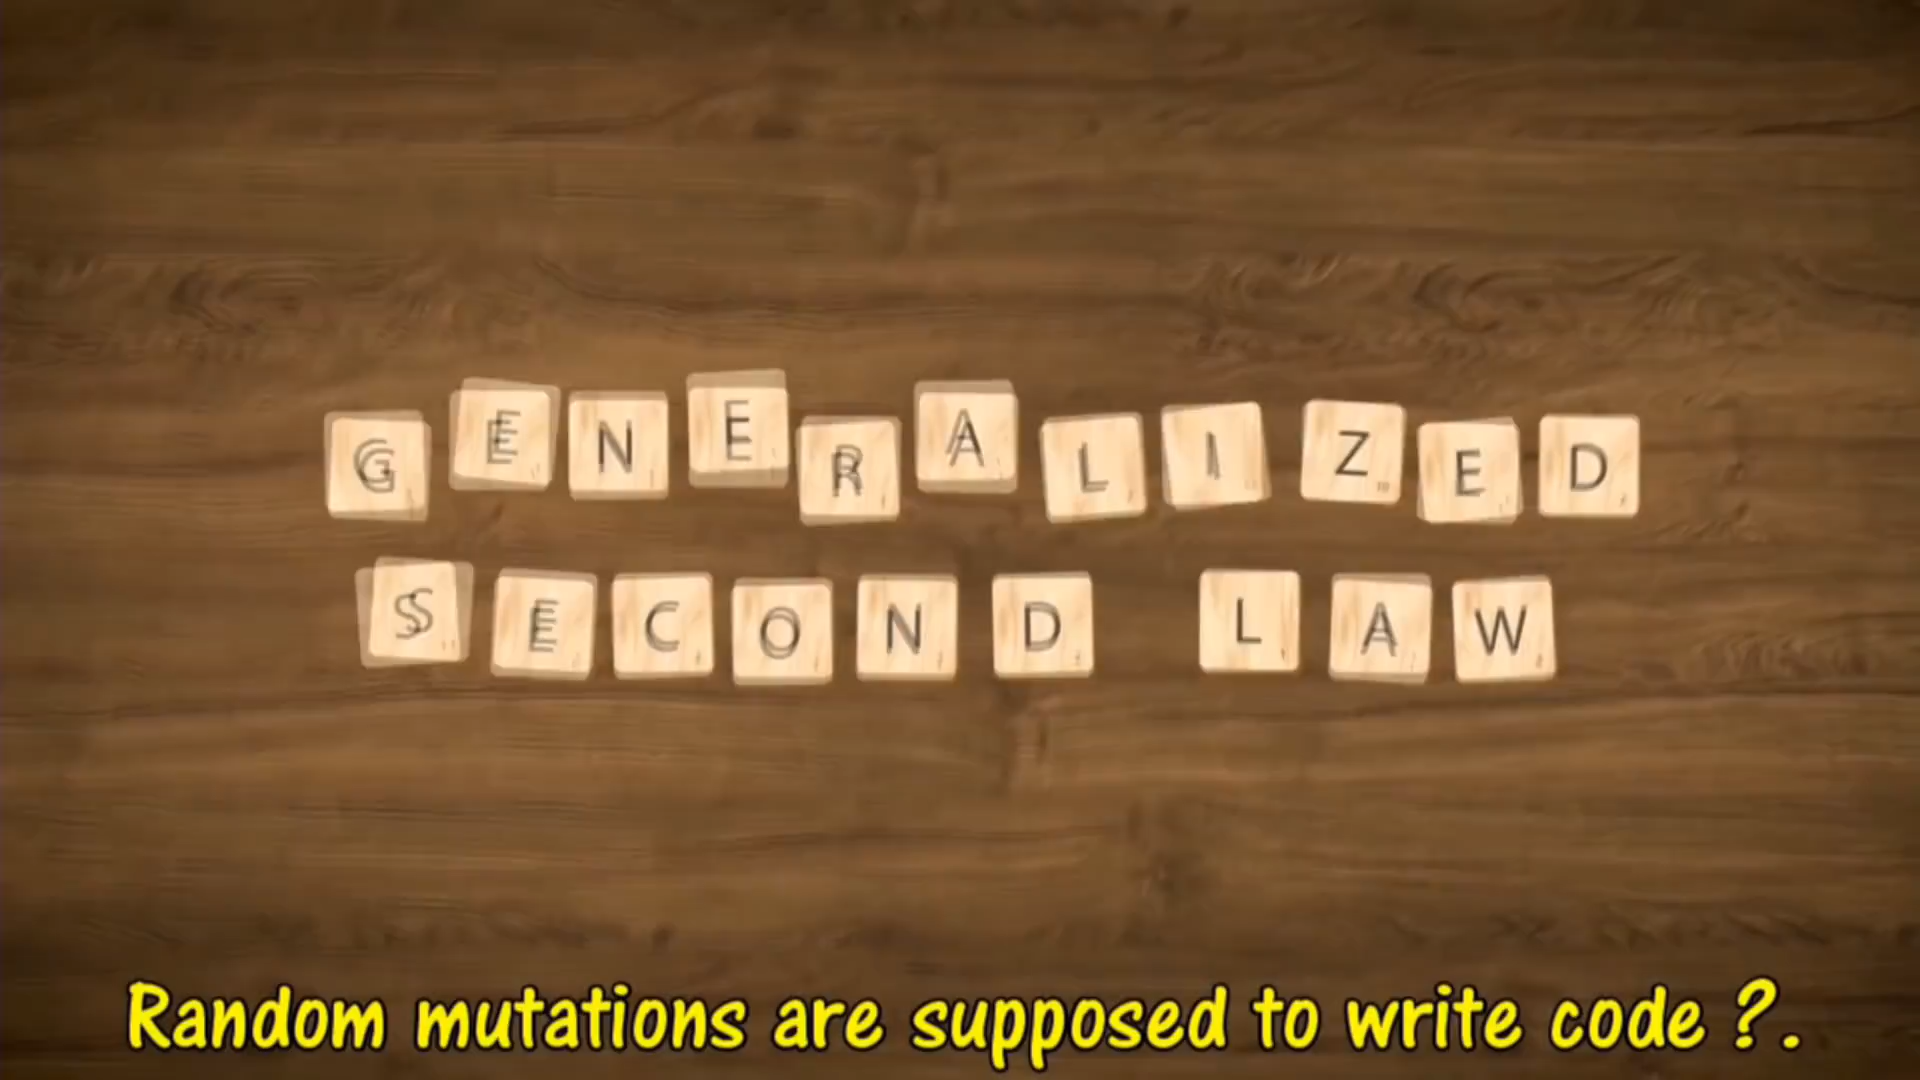 GENERALIZED
SECOND LAW
Random mutations are supposed to write code ?.